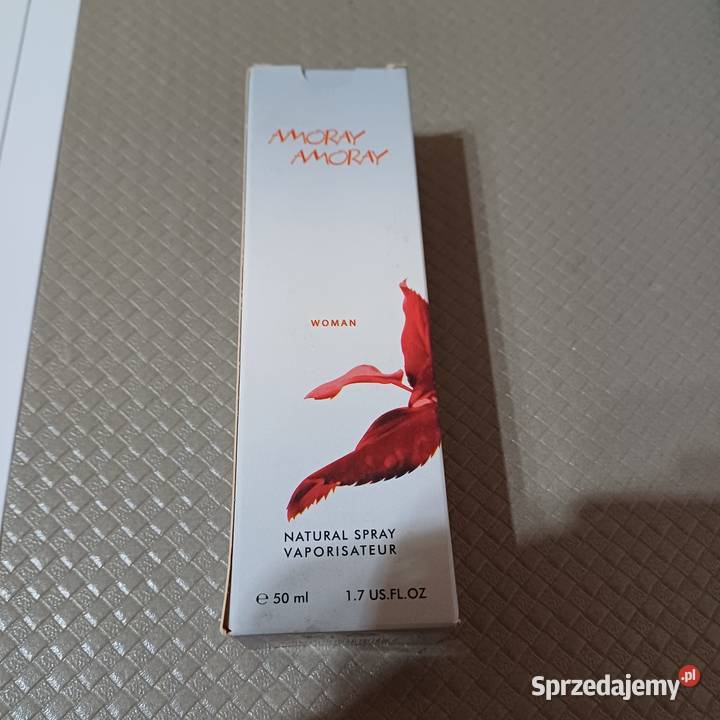 AMORAY
AMORAY
WOMAN
NATURAL SPRAY
VAPORISATEUR
℮ 50 ml 1.7 US.FL.OZ
Sprzedajemy.pl